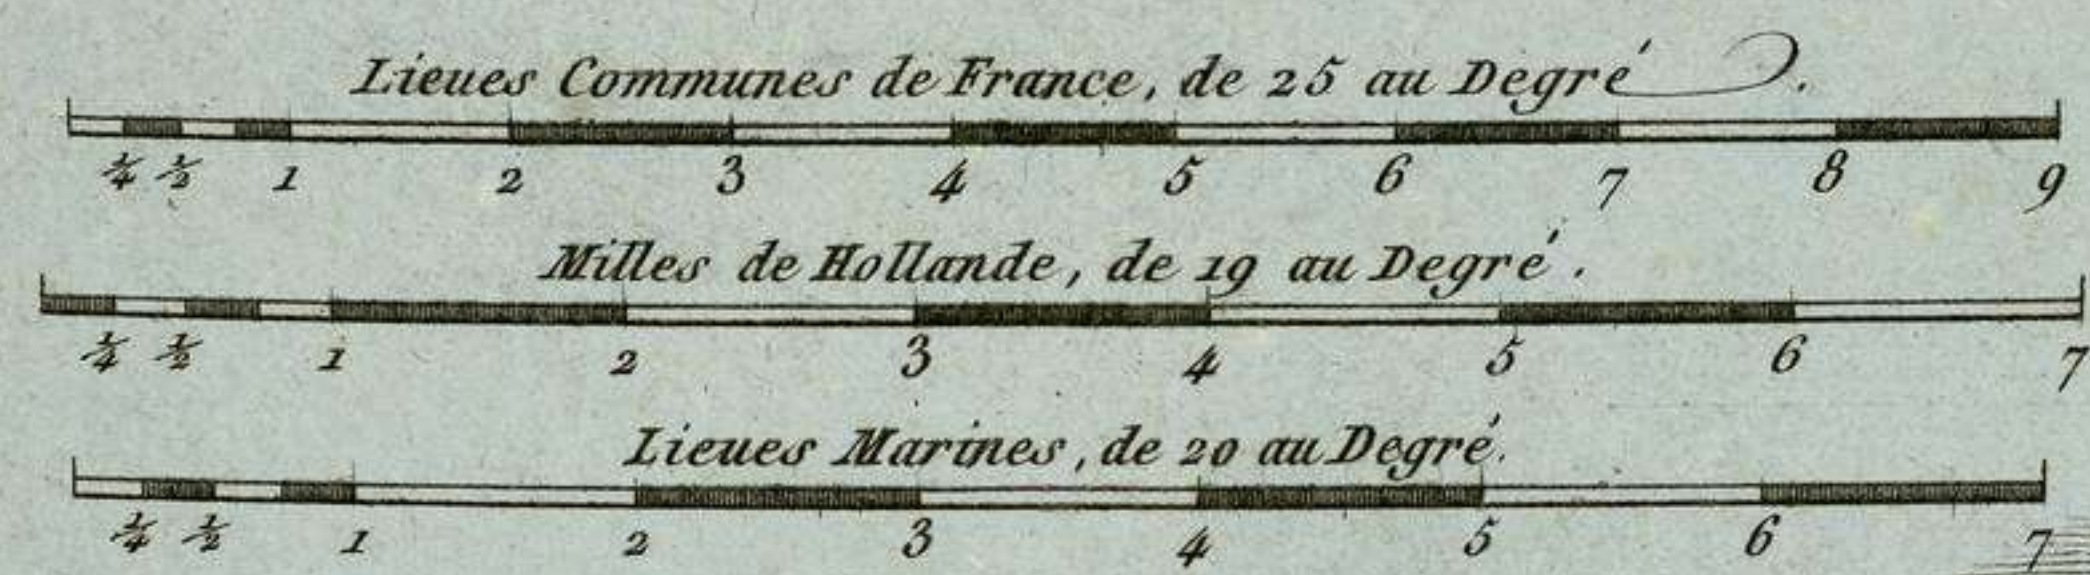 Lieues Communes de France, de 25 au Degré.
¼ ½ 1 2 3 4 5 6 7 8 9
Milles de Hollande, de 19 au Degré.
¼ ½ 1 2 3 4 5 6 7
Lieues Marines, de 20 au Degré.
¼ ½ 1 2 3 4 5 6 7